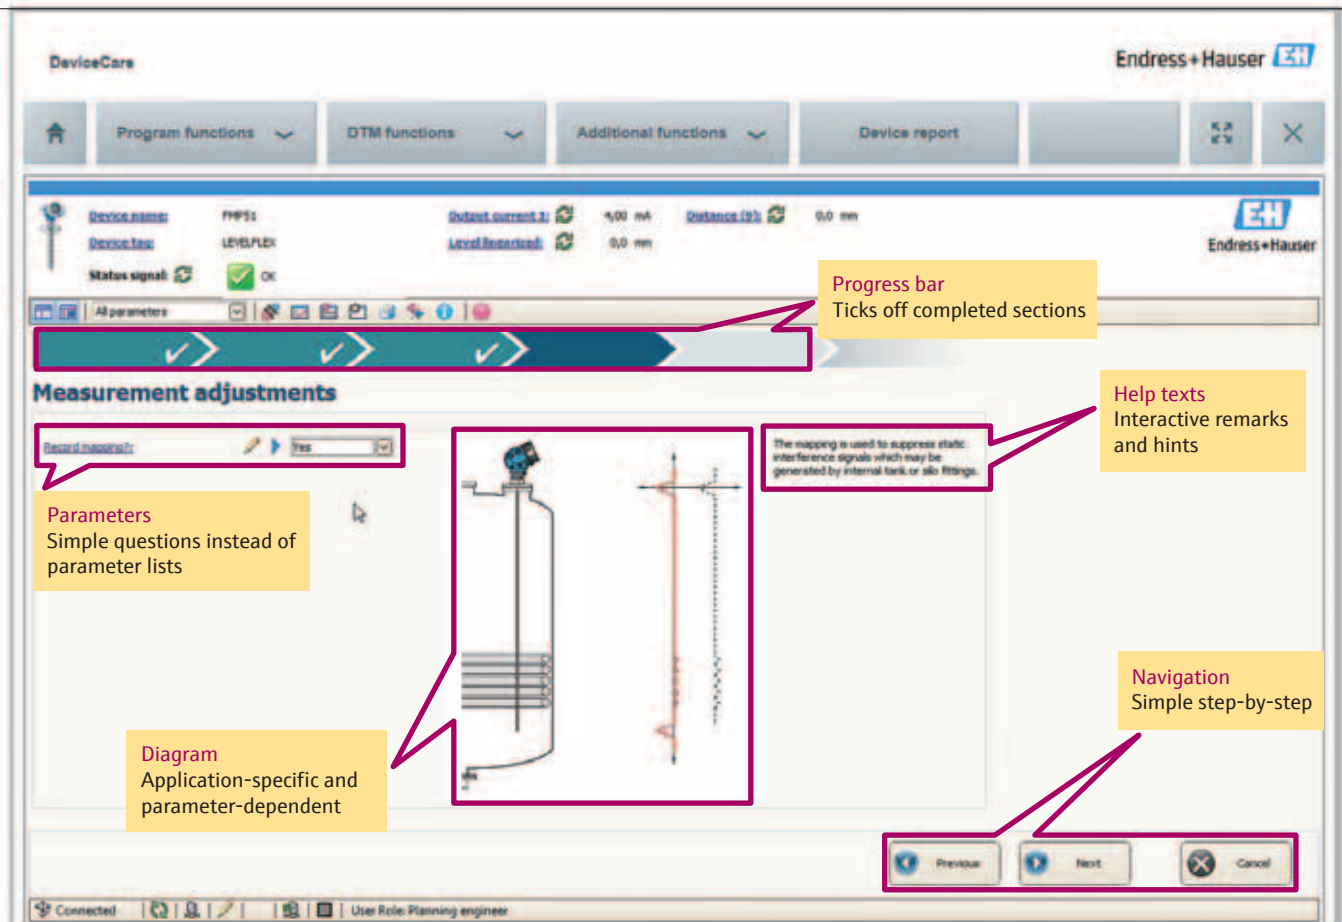 DeviceCare
Endress+Hauser EH
Program functions
DTM functions
Additional functions
Device report
Device name: FMP51
Output current 1: 4,00 mA
Distance (9): 0,0 mm
Device tag: LEVELFLEX
Level linearized: 0,0 mm
Status signal: OK
EH
Endress+Hauser
All parameters
Progress bar
Ticks off completed sections
Measurement adjustments
Record mapping?: Yes
The mapping is used to suppress static
interference signals which may be
generated by internal tank or silo fittings.
Help texts
Interactive remarks
and hints
Parameters
Simple questions instead of
parameter lists
Navigation
Simple step-by-step
Diagram
Application-specific and
parameter-dependent
Previous
Next
Cancel
Connected
User Role: Planning engineer